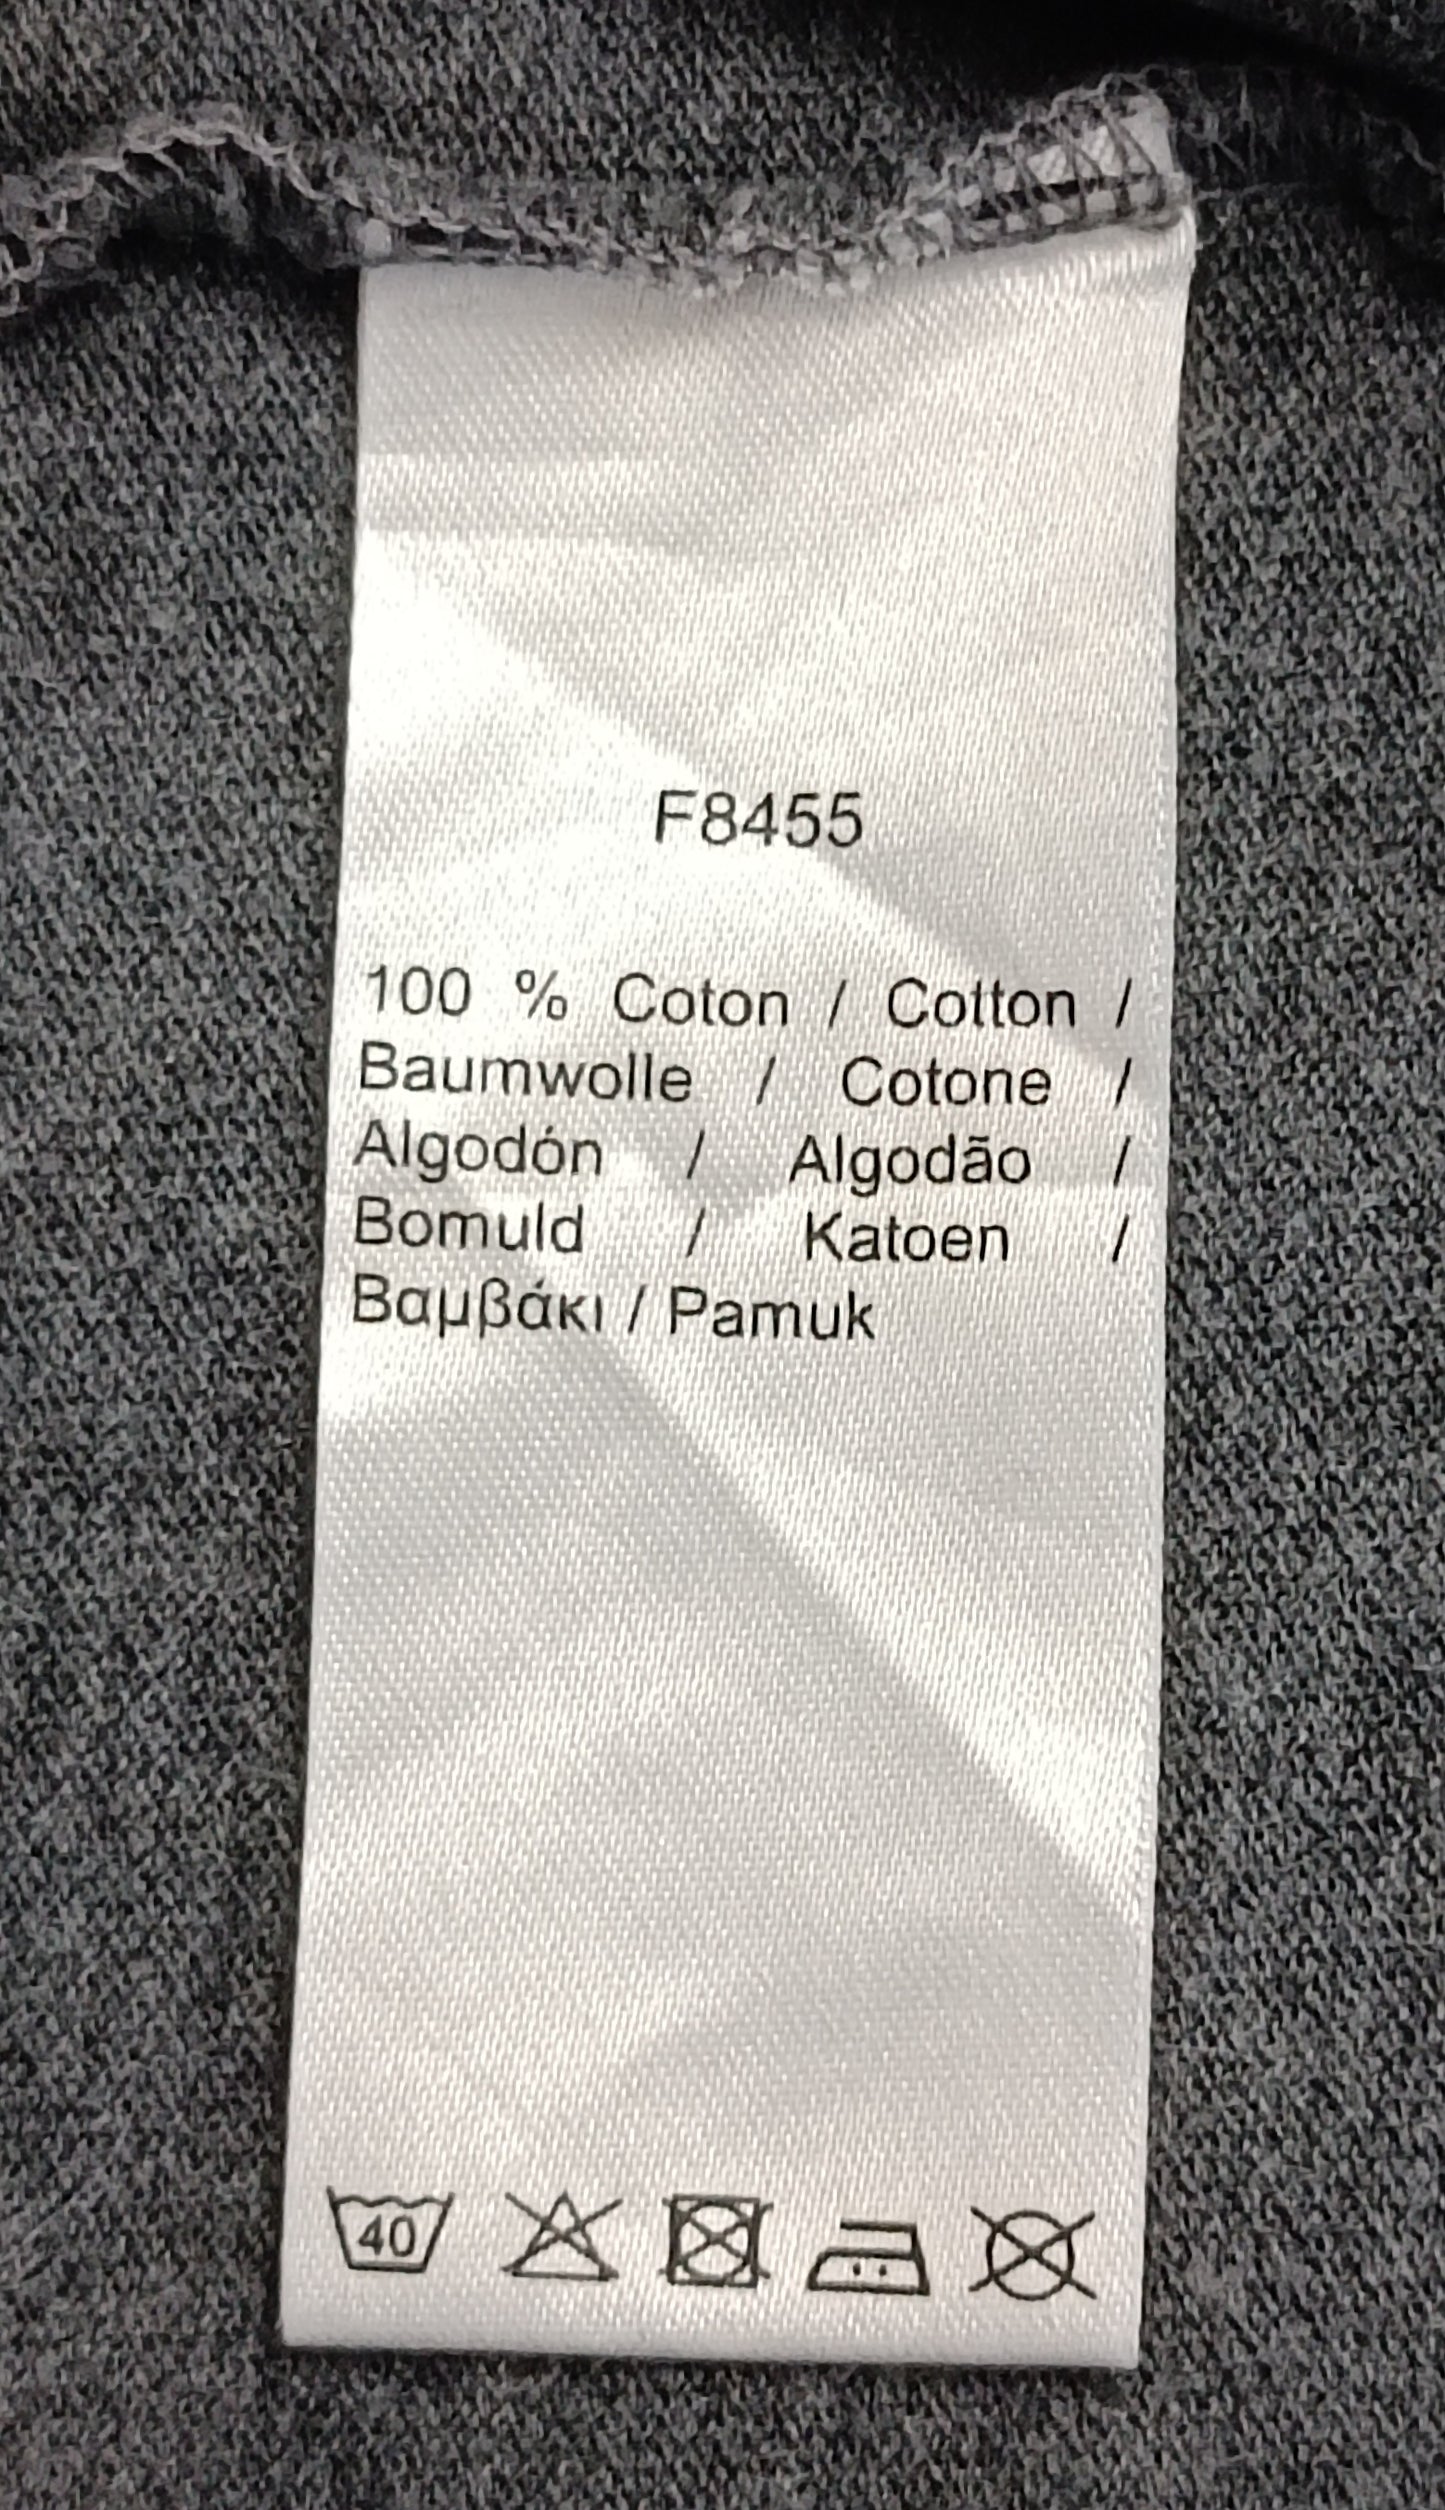 F8455
100 % Coton / Cotton /
Baumwolle / Cotone /
Algodón / Algodão /
Bomuld / Katoen /
Βαμβάκι / Pamuk
40